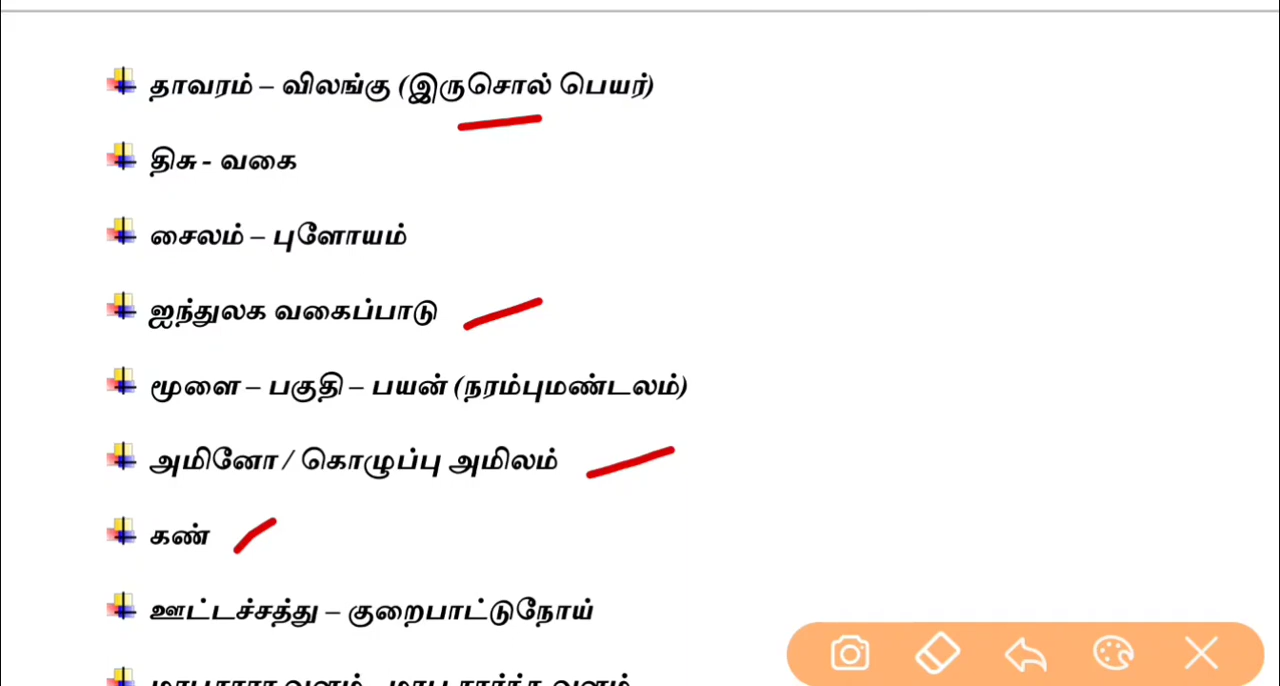 தாவரம் – விலங்கு (இருசொல் பெயர்)
திசு - வகை
சைலம் – புளோயம்
ஐந்துலக வகைப்பாடு
மூளை – பகுதி – பயன் (நரம்புமண்டலம்)
அமினோ / கொழுப்பு அமிலம்
கண்
ஊட்டச்சத்து – குறைபாட்டுநோய்